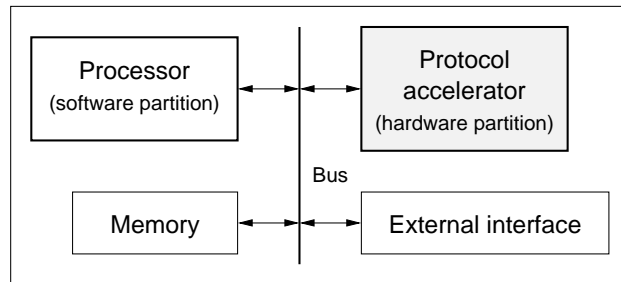 Processor
(software partition)
Protocol
accelerator
(hardware partition)
Bus
Memory
External interface